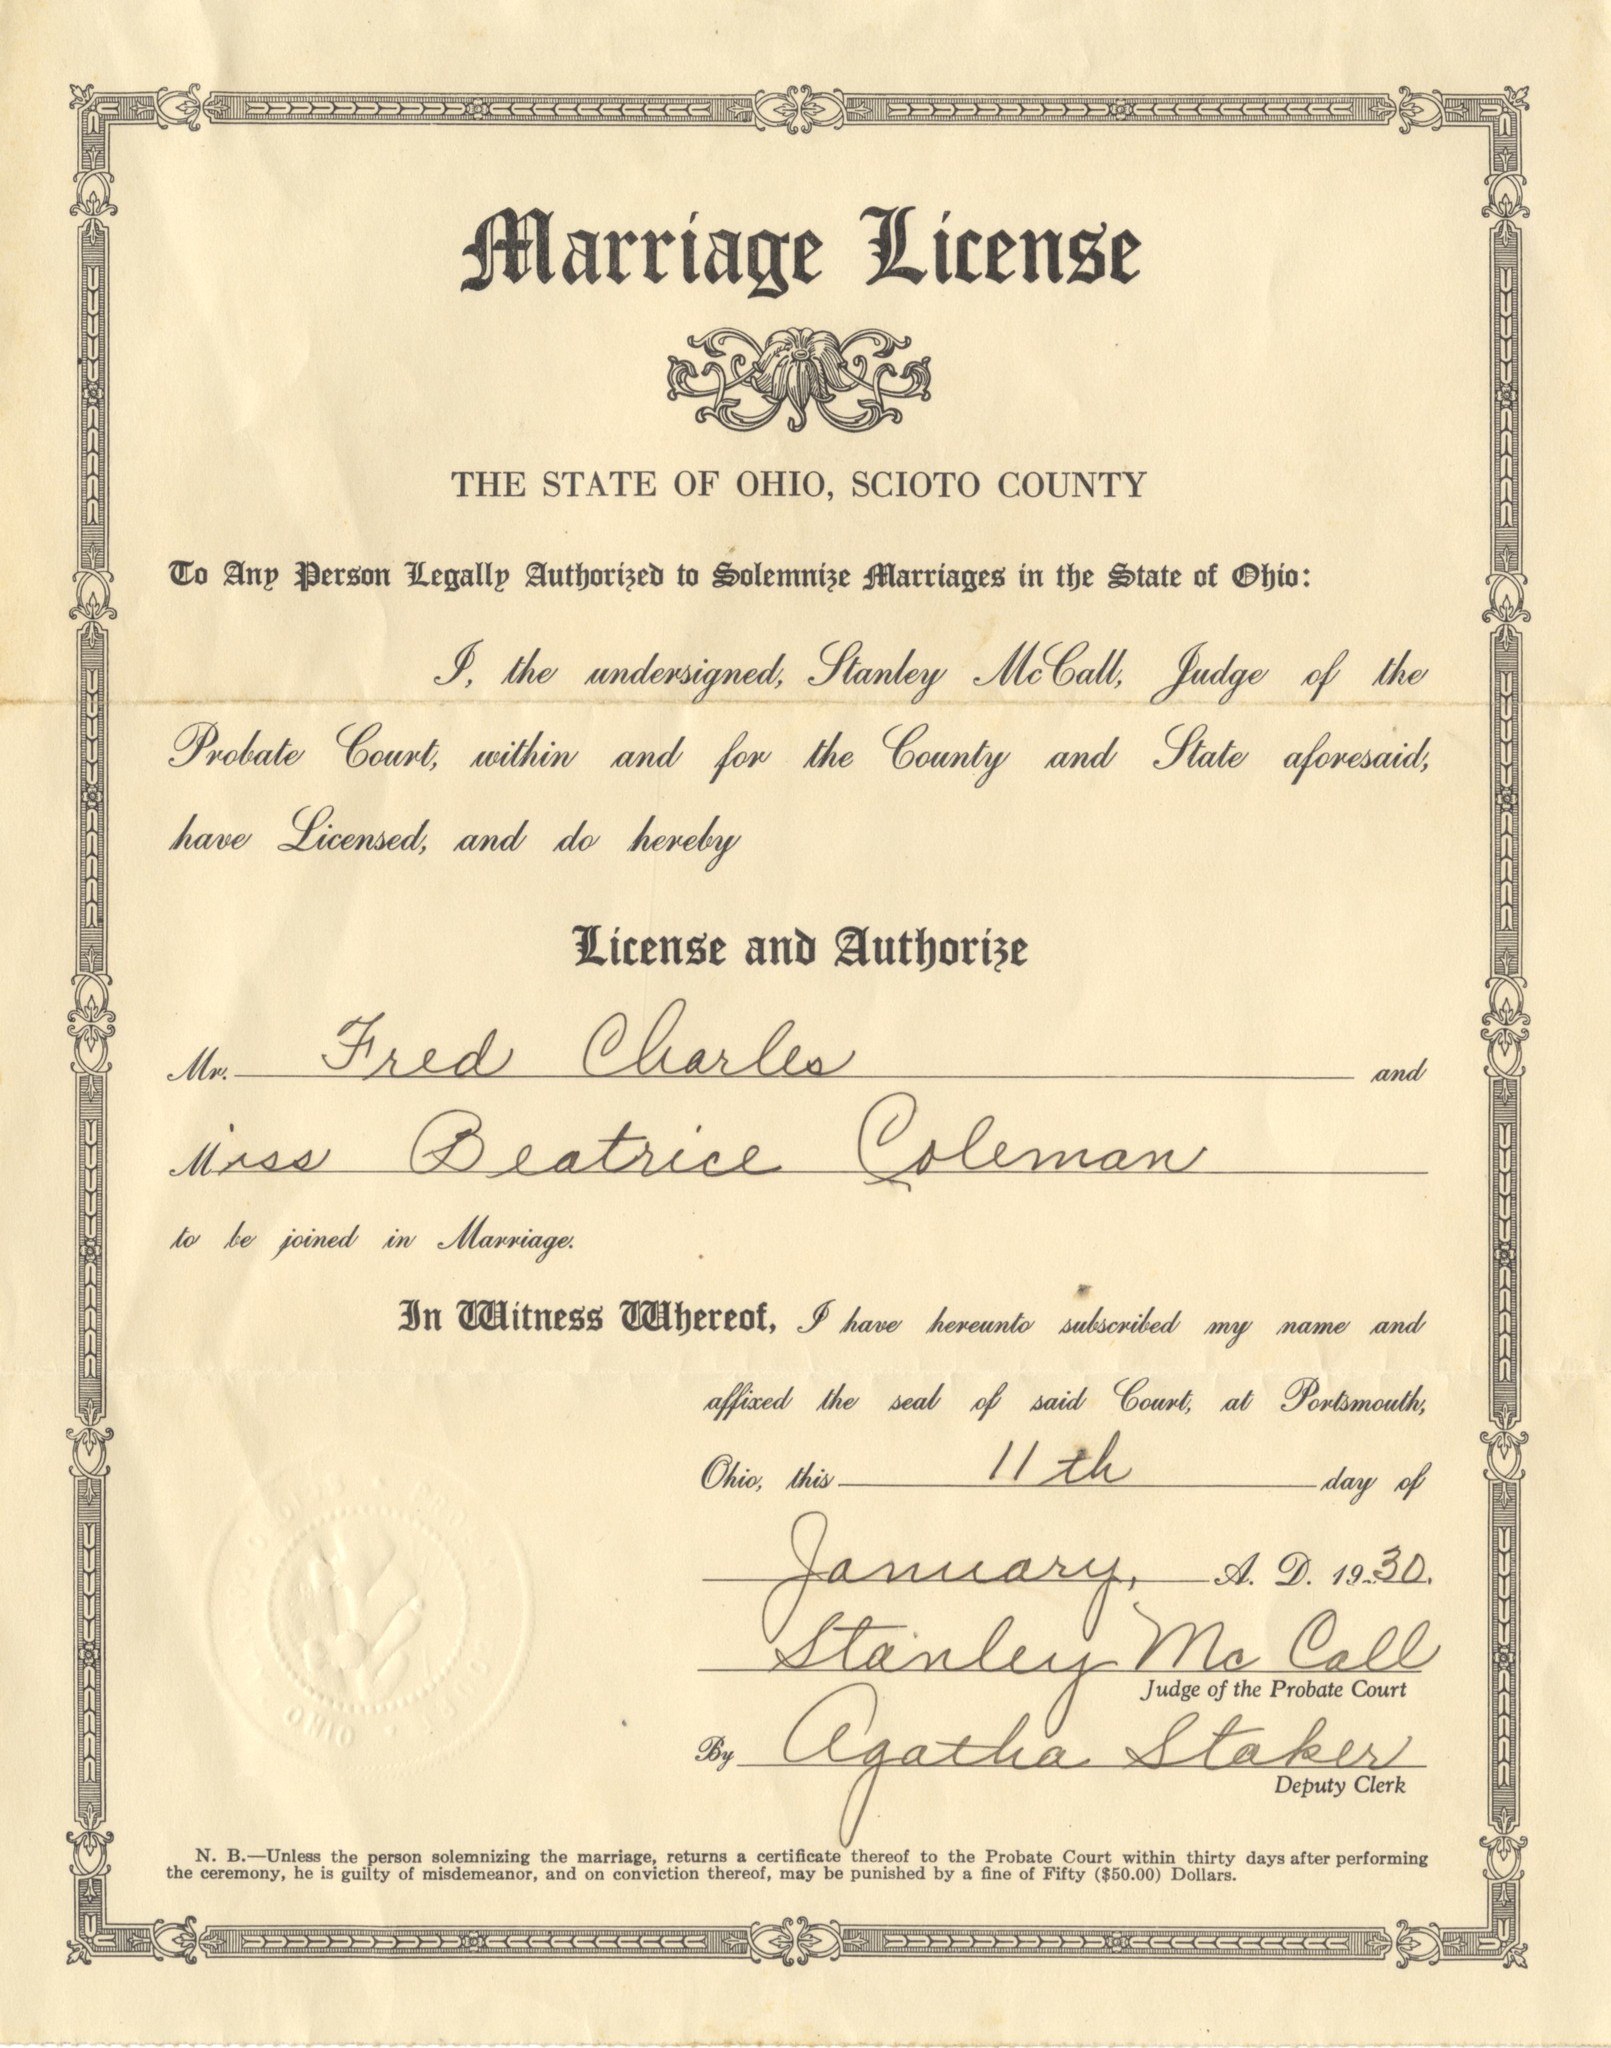 Marriage License
THE STATE OF OHIO, SCIOTO COUNTY
To Any Person Legally Authorized to Solemnize Marriages in the State of Ohio:
I, the undersigned, Stanley McCall, Judge of the
Probate Court, within and for the County and State aforesaid,
have Licensed, and do hereby
License and Authorize
Mr. Fred Charles and
Miss Beatrice Coleman
to be joined in Marriage.
In Witness Whereof, I have hereunto subscribed my name and
affixed the seal of said Court, at Portsmouth,
Ohio, this 11th day of
January, A. D. 1930.
Stanley McCall
Judge of the Probate Court
By Agatha Staker
Deputy Clerk
OHIO
N. B.—Unless the person solemnizing the marriage, returns a certificate thereof to the Probate Court within thirty days after performing
the ceremony, he is guilty of misdemeanor, and on conviction thereof, may be punished by a fine of Fifty ($50.00) Dollars.